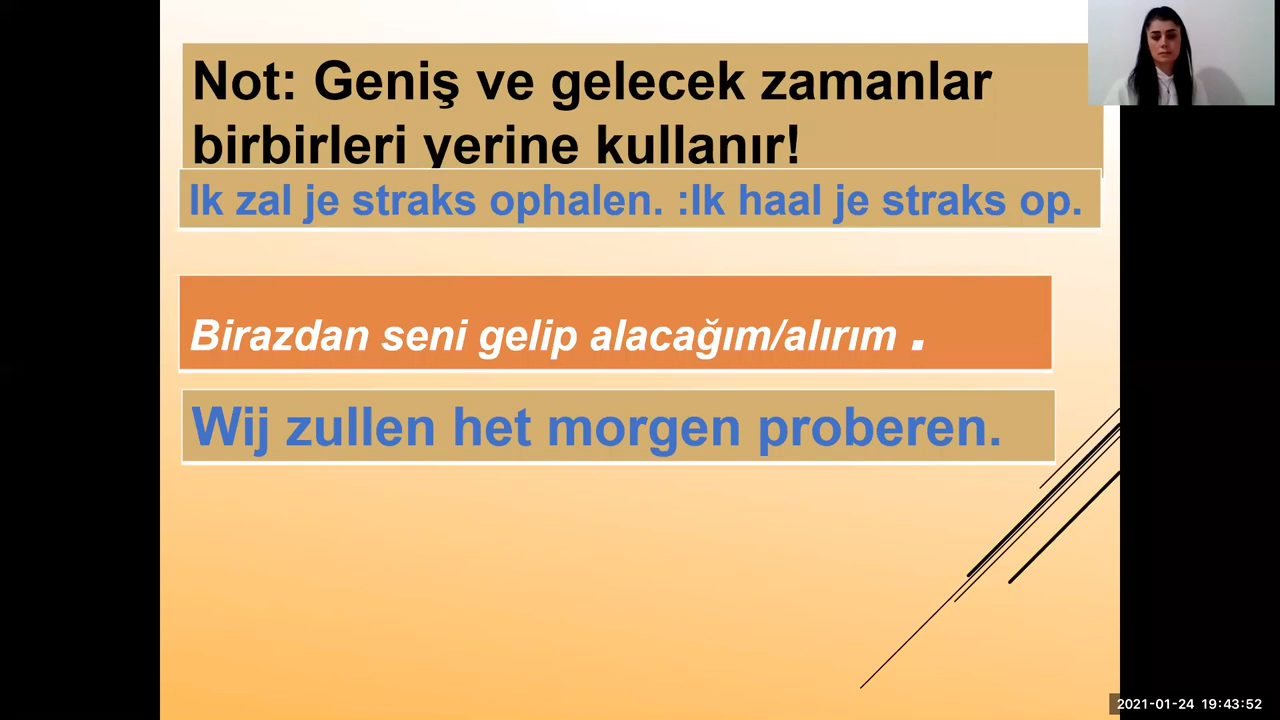 Not: Geniş ve gelecek zamanlar
birbirleri yerine kullanır!
Ik zal je straks ophalen. :Ik haal je straks op.
Birazdan seni gelip alacağım/alırım .
Wij zullen het morgen proberen.
2021-01-24 19:43:52